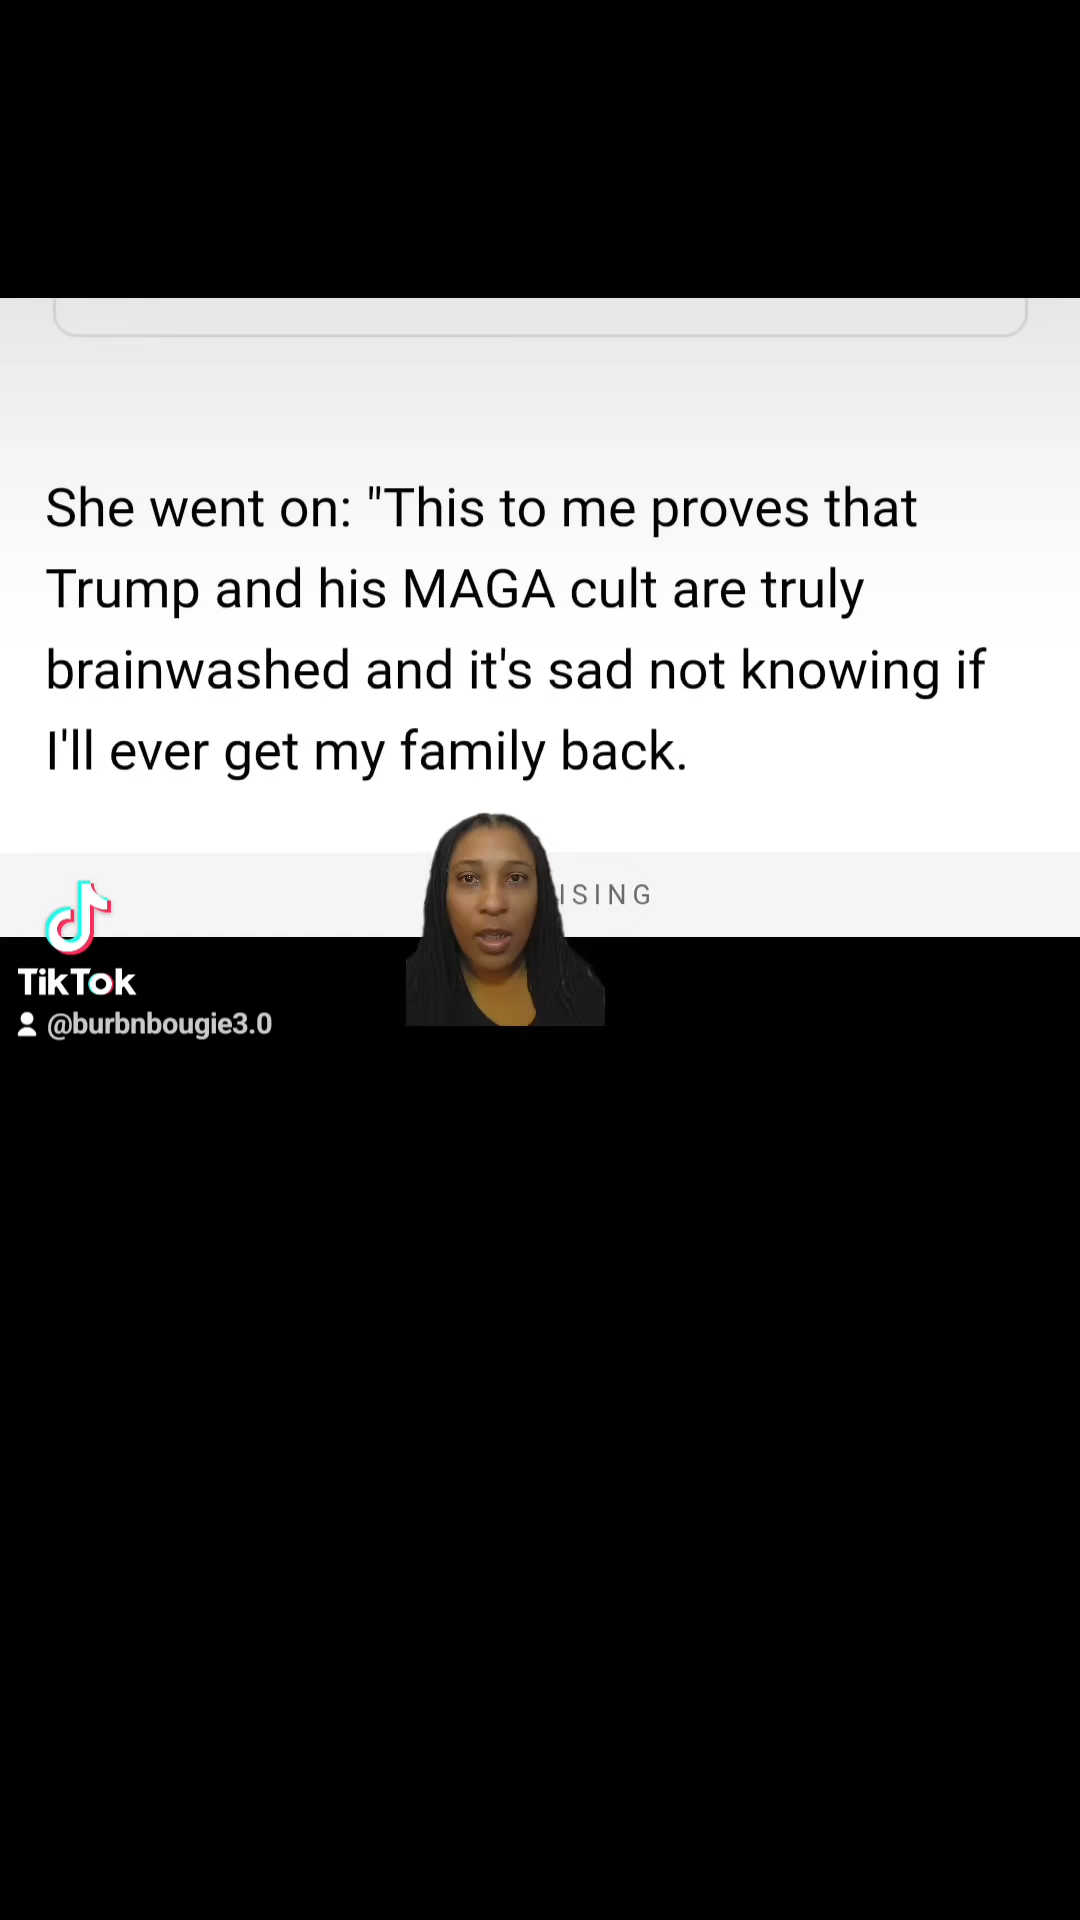 She went on: "This to me proves that
Trump and his MAGA cult are truly
brainwashed and it's sad not knowing if
I'll ever get my family back.
ISING
TikTok
@burbnbougie3.0